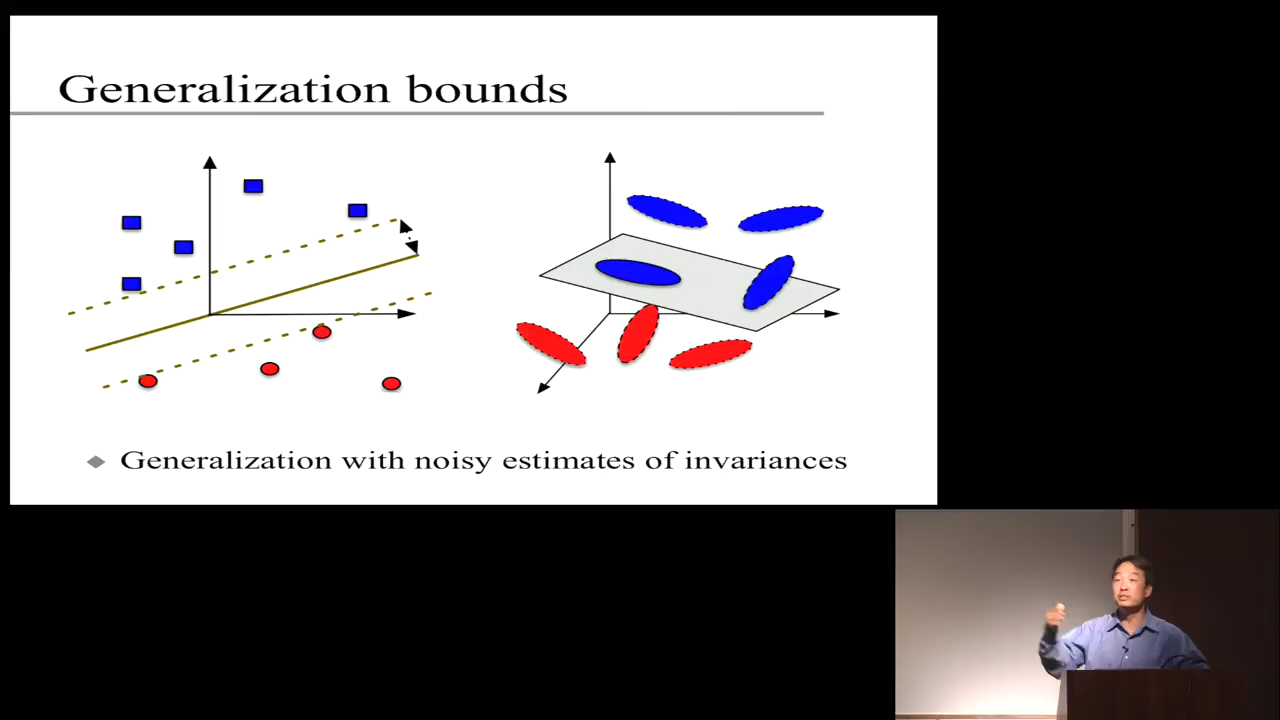 Generalization bounds
Generalization with noisy estimates of invariances